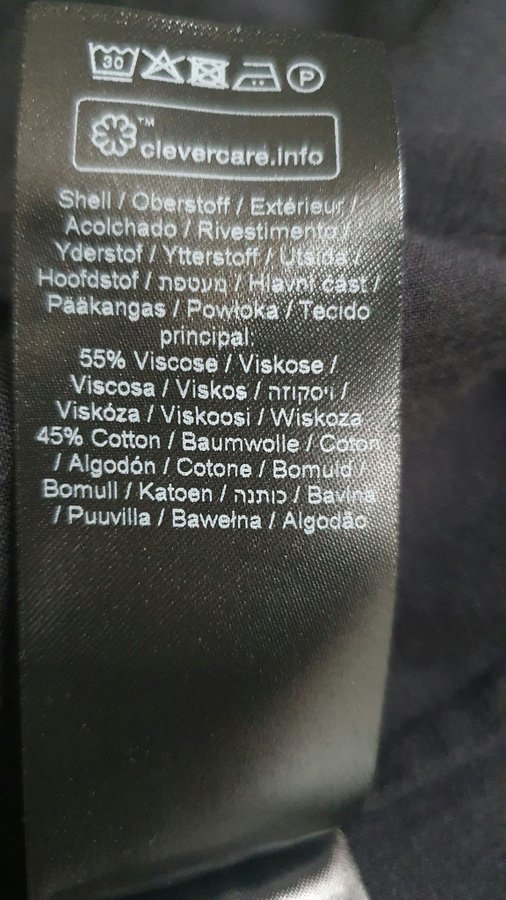 30 P
clevercare.info™
Shell / Oberstoff / Extérieur /
Acolchado / Rivestimento /
Yderstof / Ytterstoff / Utsida /
Hoofdstof / מעטפת / Hlavní část /
Pääkangas / Powłoka / Tecido
principal:
55% Viscose / Viskose /
Viscosa / Viskos / ויסקוזה /
Viskóza / Viskoosi / Wiskoza
45% Cotton / Baumwolle / Coton
/ Algodón / Cotone / Bomuld /
Bomull / Katoen / כותנה / Bavlna
/ Puuvilla / Bawełna / Algodão